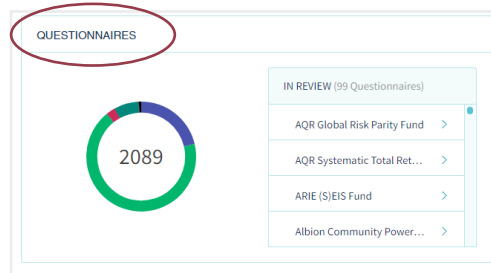 QUESTIONNAIRES
2089
IN REVIEW (99 Questionnaires)
AQR Global Risk Parity Fund
AQR Systematic Total Ret...
ARIE (S)EIS Fund
Albion Community Power...